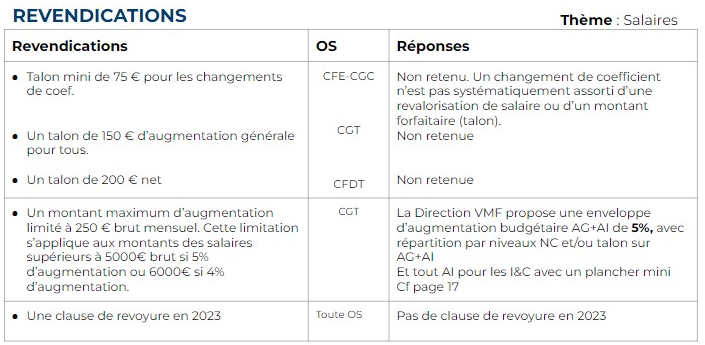 REVENDICATIONS
Thème : Salaires
Revendications
OS
Réponses
• Talon mini de 75 € pour les changements
de coef.
CFE-CGC
Non retenu. Un changement de coefficient
n'est pas systématiquement assorti d'une
revalorisation de salaire ou d'un montant
forfaitaire (talon).
• Un talon de 150 € d'augmentation générale
pour tous.
CGT
Non retenue
• Un talon de 200 € net
CFDT
Non retenue
• Un montant maximum d'augmentation
limité à 250 € brut mensuel. Cette limitation
s'applique aux montants des salaires
supérieurs à 5000€ brut si 5%
d'augmentation ou 6000€ si 4%
d'augmentation.
CGT
La Direction VMF propose une enveloppe
d'augmentation budgétaire AG+AI de 5%, avec
répartition par niveaux NC et/ou talon sur
AG+AI
Et tout AI pour les I&C avec un plancher mini
Cf page 17
• Une clause de revoyure en 2023
Toute OS
Pas de clause de revoyure en 2023